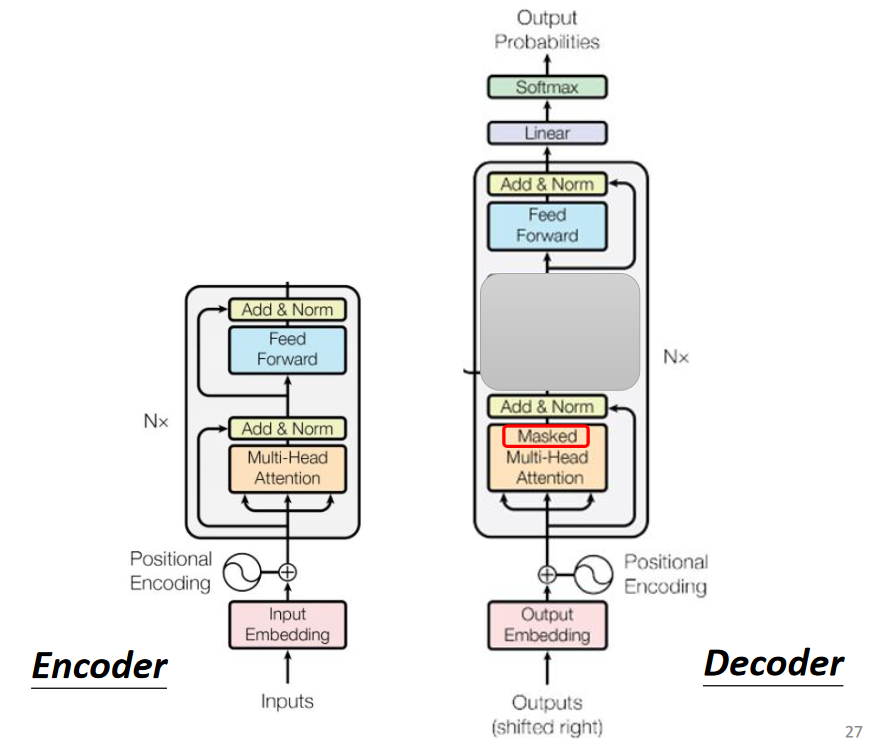 Output
Probabilities
Softmax
Linear
Add & Norm
Feed
Forward
Nx
Add & Norm
Masked
Multi-Head
Attention
Positional
Encoding
Output
Embedding
Outputs
(shifted right)
Decoder
Add & Norm
Feed
Forward
Nx
Add & Norm
Multi-Head
Attention
Positional
Encoding
Input
Embedding
Inputs
Encoder
27